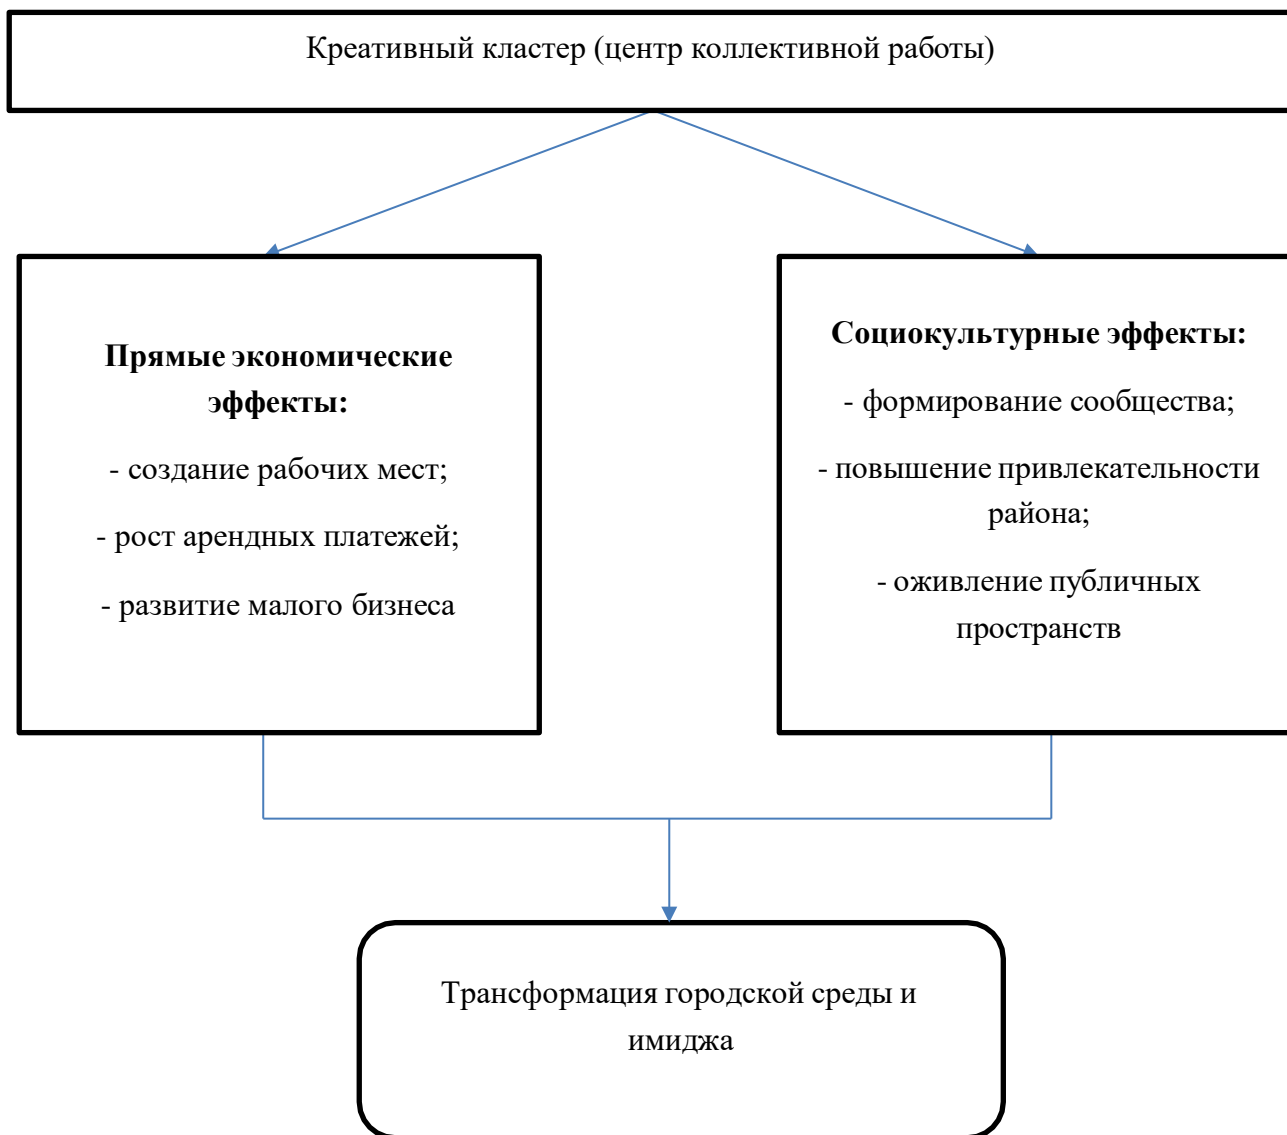 Креативный кластер (центр коллективной работы)
Прямые экономические
эффекты:
- создание рабочих мест;
- рост арендных платежей;
- развитие малого бизнеса
Социокультурные эффекты:
- формирование сообщества;
- повышение привлекательности
района;
- оживление публичных
пространств
Трансформация городской среды и
имиджа